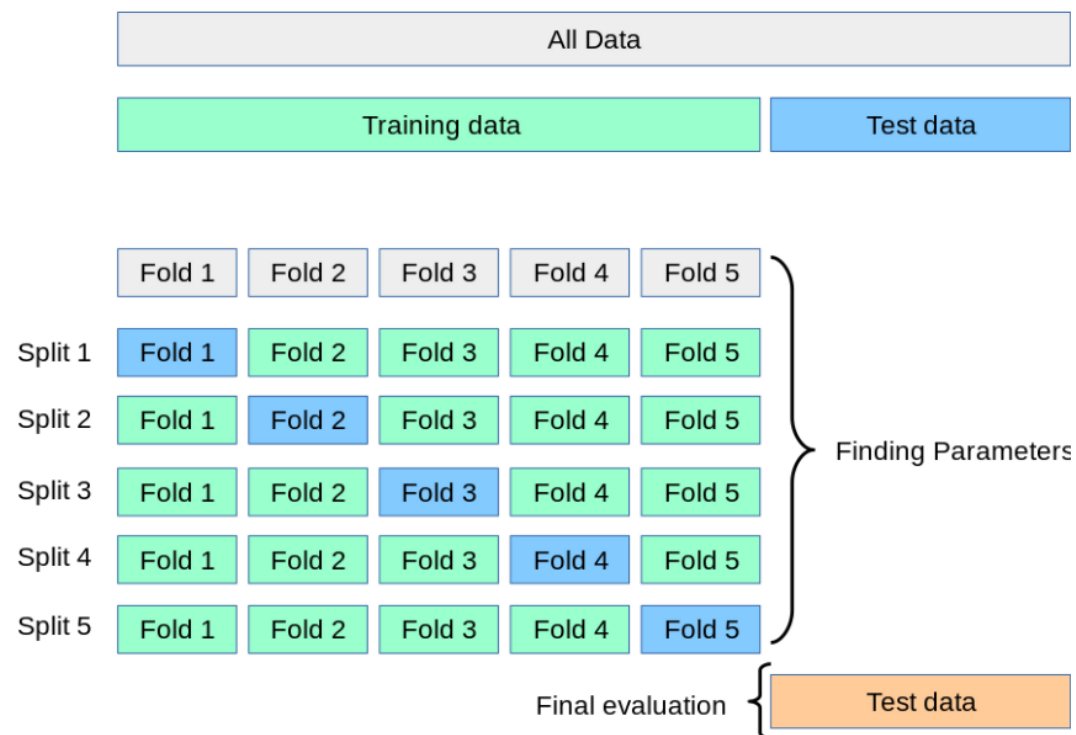 All Data
Training data Test data
Fold 1 Fold 2 Fold 3 Fold 4 Fold 5
Split 1 Fold 1 Fold 2 Fold 3 Fold 4 Fold 5
Split 2 Fold 1 Fold 2 Fold 3 Fold 4 Fold 5
Finding Parameters
Split 3 Fold 1 Fold 2 Fold 3 Fold 4 Fold 5
Split 4 Fold 1 Fold 2 Fold 3 Fold 4 Fold 5
Split 5 Fold 1 Fold 2 Fold 3 Fold 4 Fold 5
Final evaluation Test data